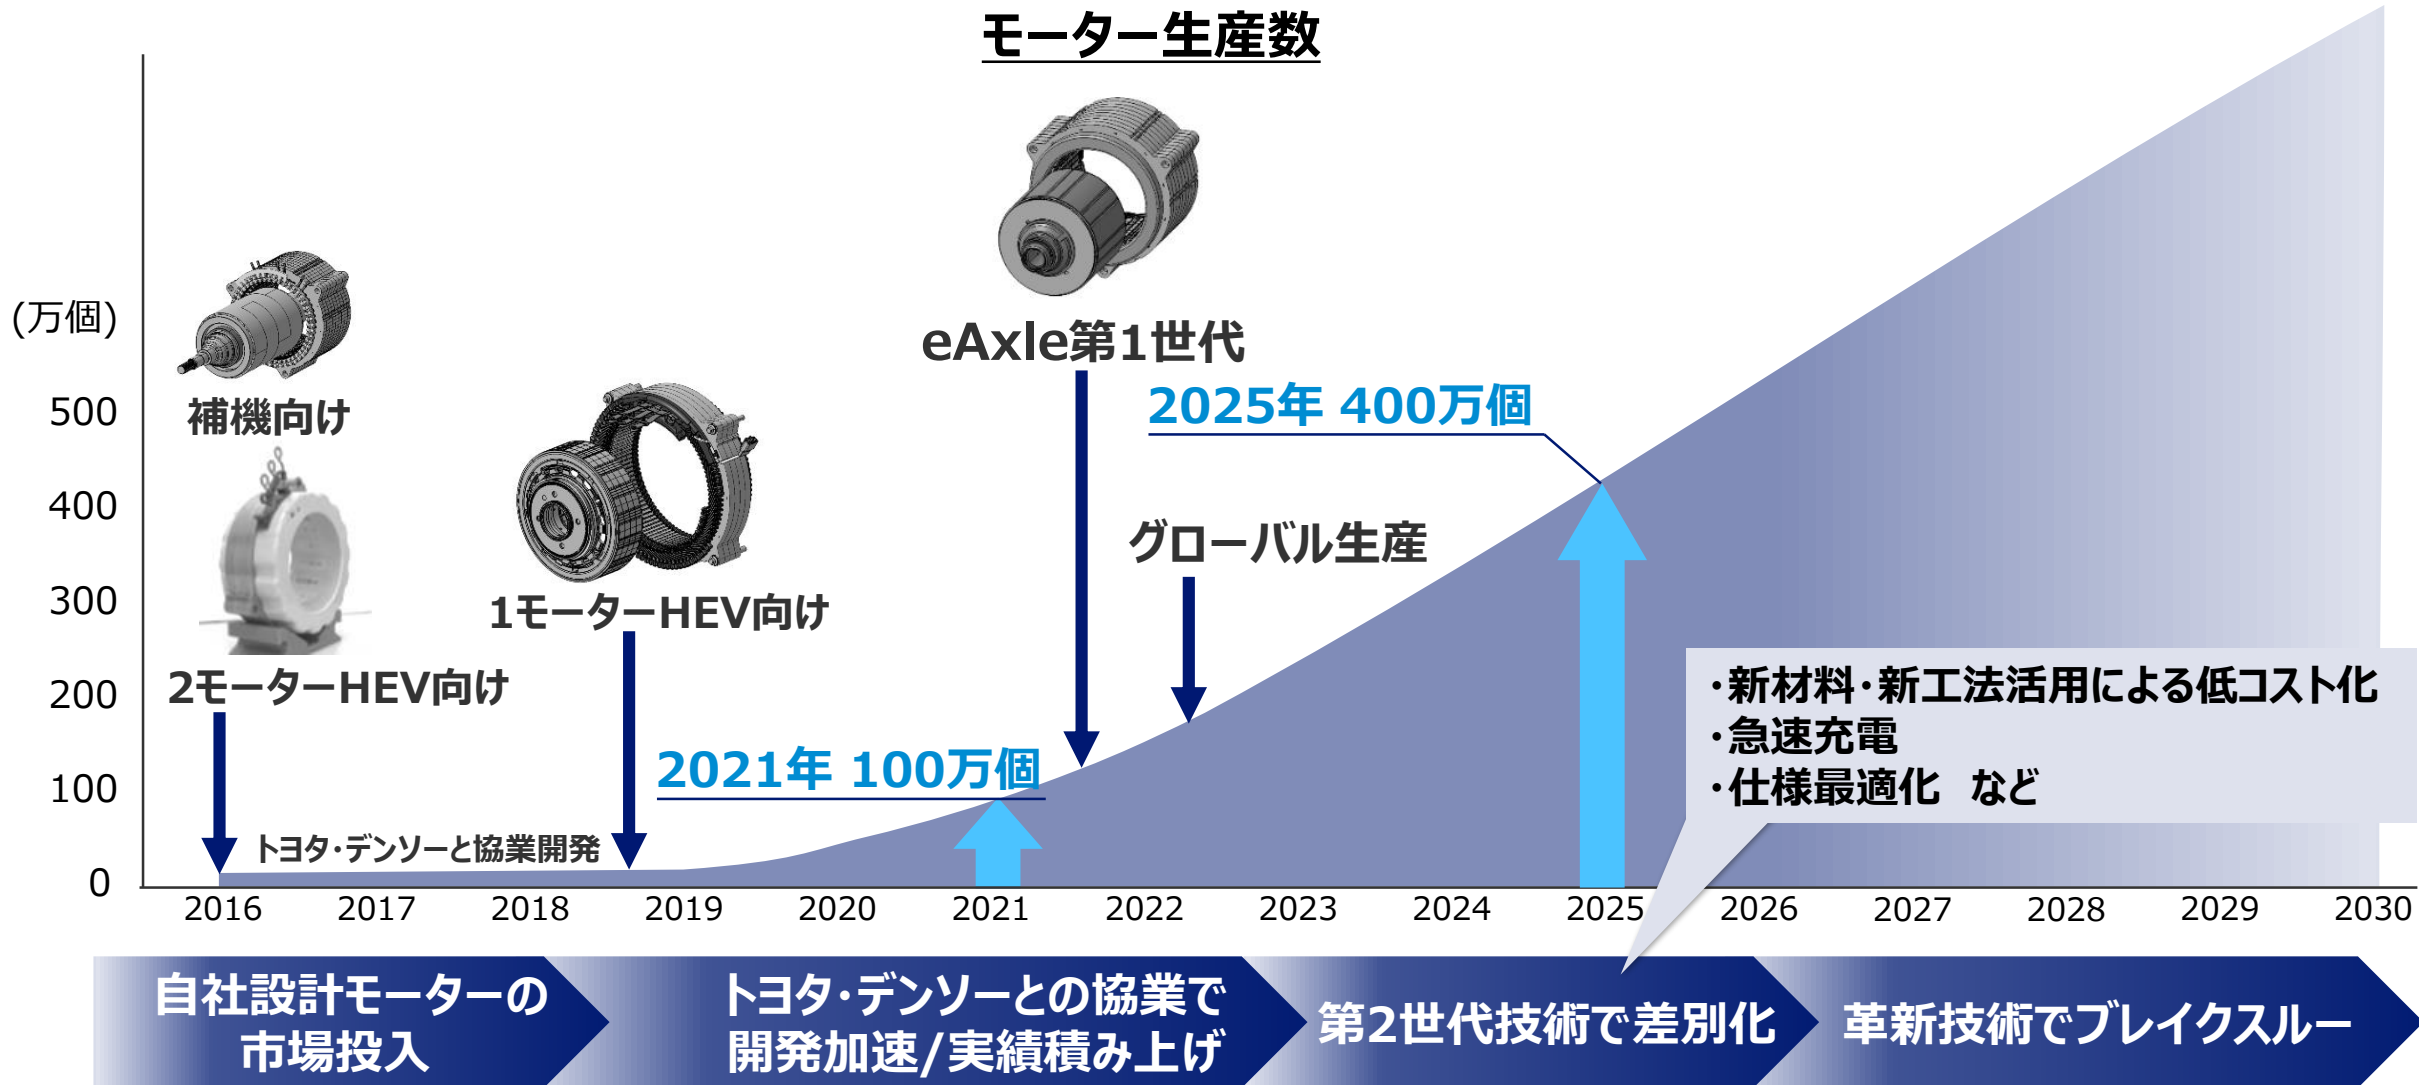 モーター生産数
(万個)
500
400
300
200
100
0
補機向け
2モーターHEV向け
1モーターHEV向け
eAxle第1世代
2025年 400万個
グローバル生産
2021年 100万個
トヨタ・デンソーと協業開発
・新材料・新工法活用による低コスト化
・急速充電
・仕様最適化 など
2016 2017 2018 2019 2020 2021 2022 2023 2024 2025 2026 2027 2028 2029 2030
自社設計モーターの
市場投入
トヨタ・デンソーとの協業で
開発加速/実績積み上げ
第2世代技術で差別化
革新技術でブレイクスルー